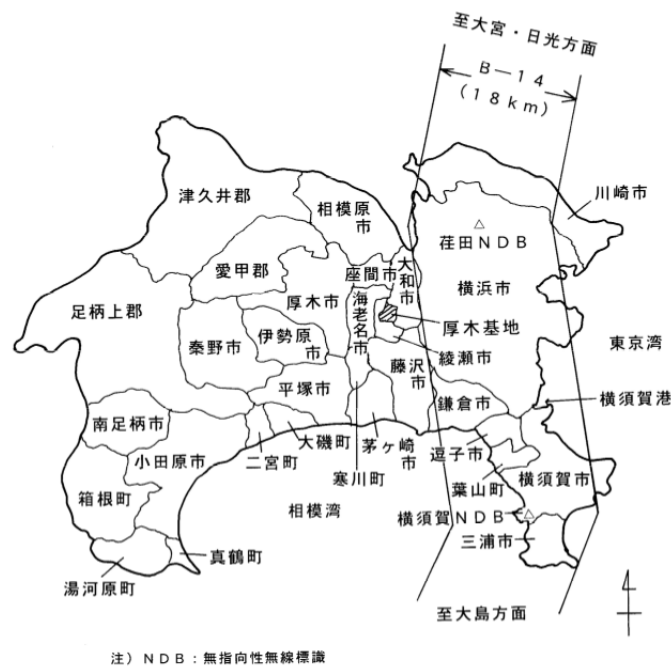 至大宮・日光方面
B―14
(18km)
川崎市
津久井郡
相模原
市
荏田NDB
愛甲郡
座間市
大和市
横浜市
足柄上郡
厚木市
海老名市
厚木基地
秦野市
伊勢原
市
綾瀬市
東京湾
藤沢
市
平塚市
鎌倉市
横須賀港
南足柄市
大磯町
茅ヶ崎
市
逗子市
小田原市
二宮町
寒川町
葉山町
横須賀市
箱根町
相模湾
横須賀NDB
三浦市
真鶴町
湯河原町
至大島方面
注)NDB:無指向性無線標識